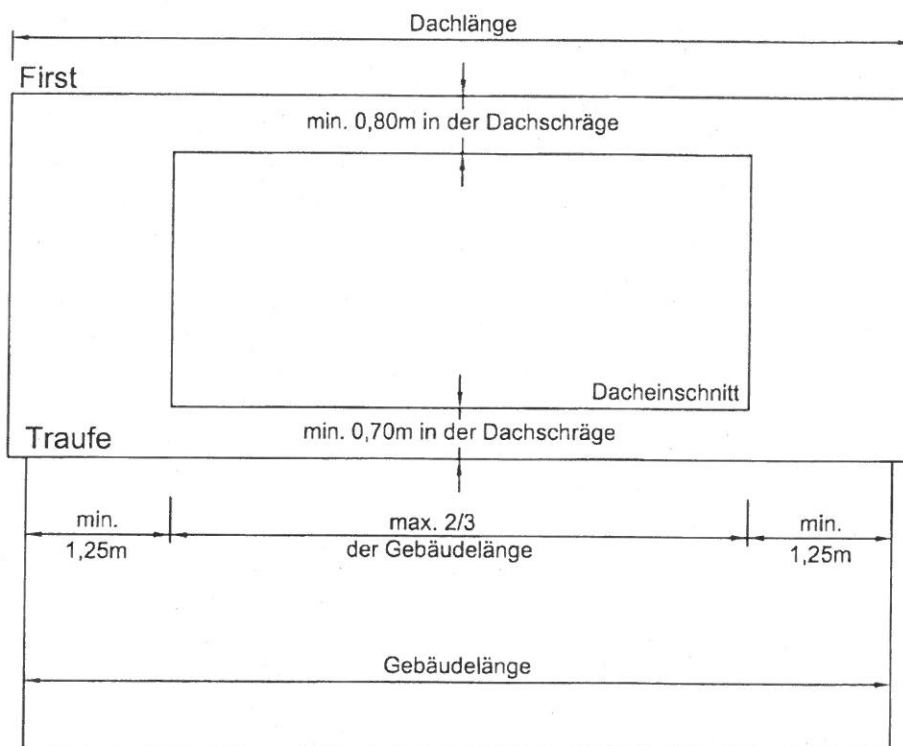 Dachlänge
First
min. 0,80m in der Dachschräge
Dacheinschnitt
Traufe
min. 0,70m in der Dachschräge
min.
1,25m
max. 2/3
der Gebäudelänge
min.
1,25m
Gebäudelänge